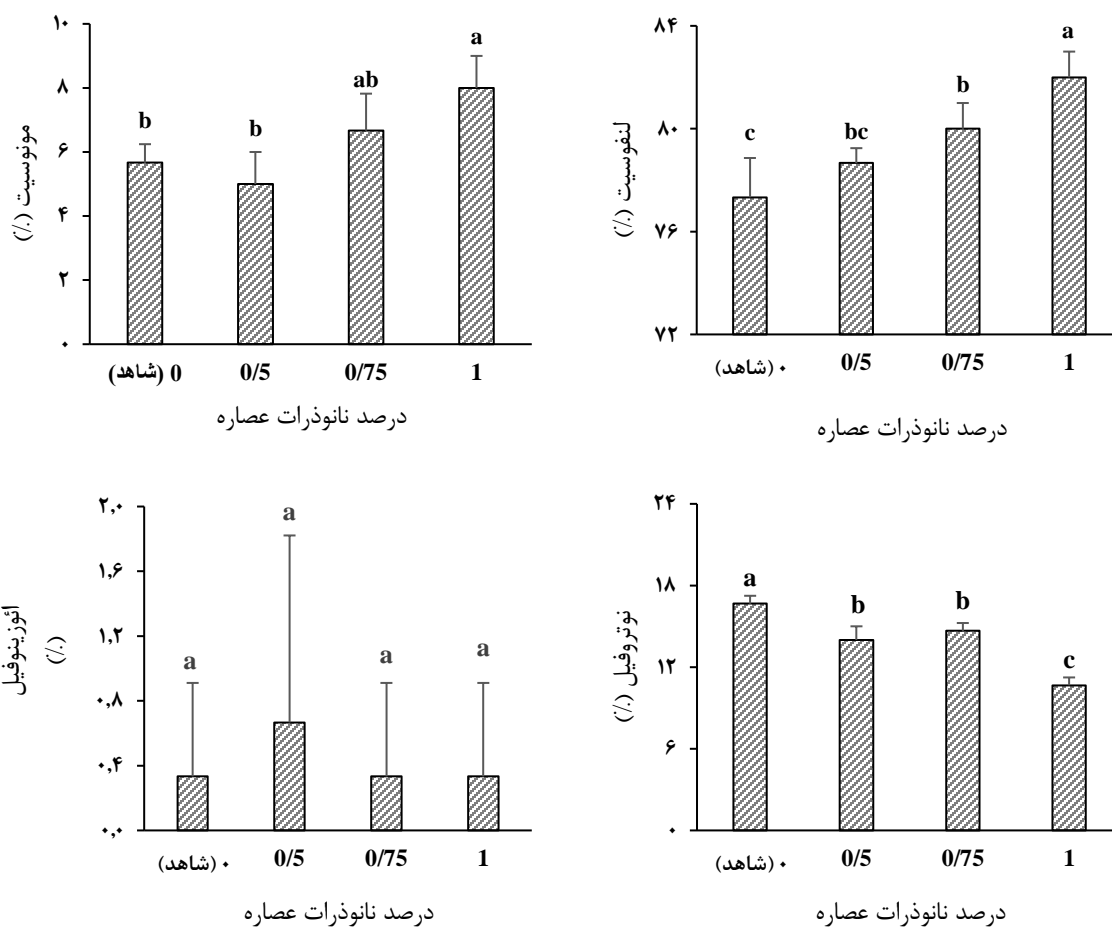 ۱۰
۸
۶
۴
۲
۰
مونوسیت (٪)
b
b
ab
a
0 (شاهد)
0/5
0/75
1
درصد نانوذرات عصاره
۸۴
۸۰
۷۶
۷۲
لنفوسیت (٪)
c
bc
b
a
۰ (شاهد)
0/5
0/75
1
درصد نانوذرات عصاره
۲,۰
۱,۶
۱,۲
۰,۸
۰,۴
۰,۰
ائوزینوفیل
(٪)
a
a
a
a
۰ (شاهد)
0/5
0/75
1
درصد نانوذرات عصاره
۲۴
۱۸
۱۲
۶
۰
نوتروفیل (٪)
a
b
b
c
۰ (شاهد)
0/5
0/75
1
درصد نانوذرات عصاره